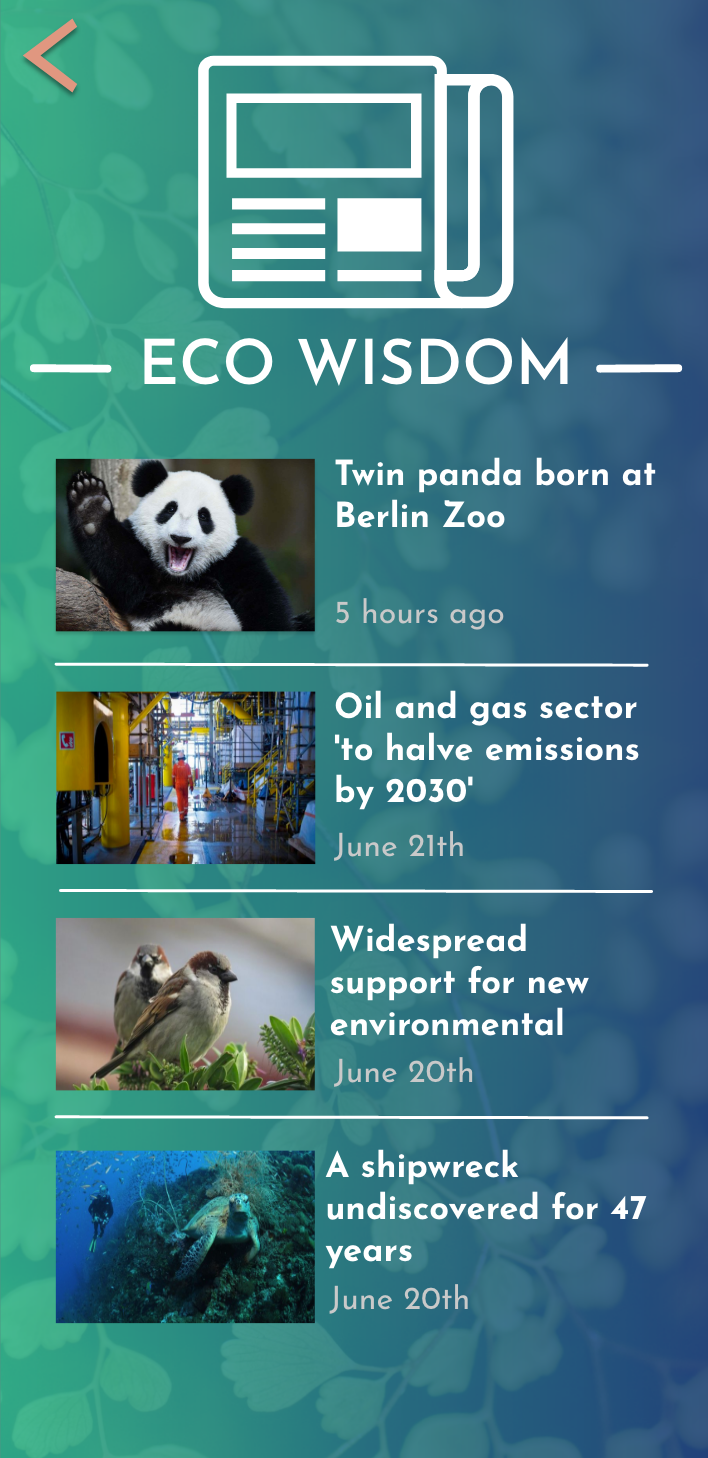 ECO WISDOM
Twin panda born at
Berlin Zoo
5 hours ago
Oil and gas sector
'to halve emissions
by 2030'
June 21th
Widespread
support for new
environmental
June 20th
A shipwreck
undiscovered for 47
years
June 20th